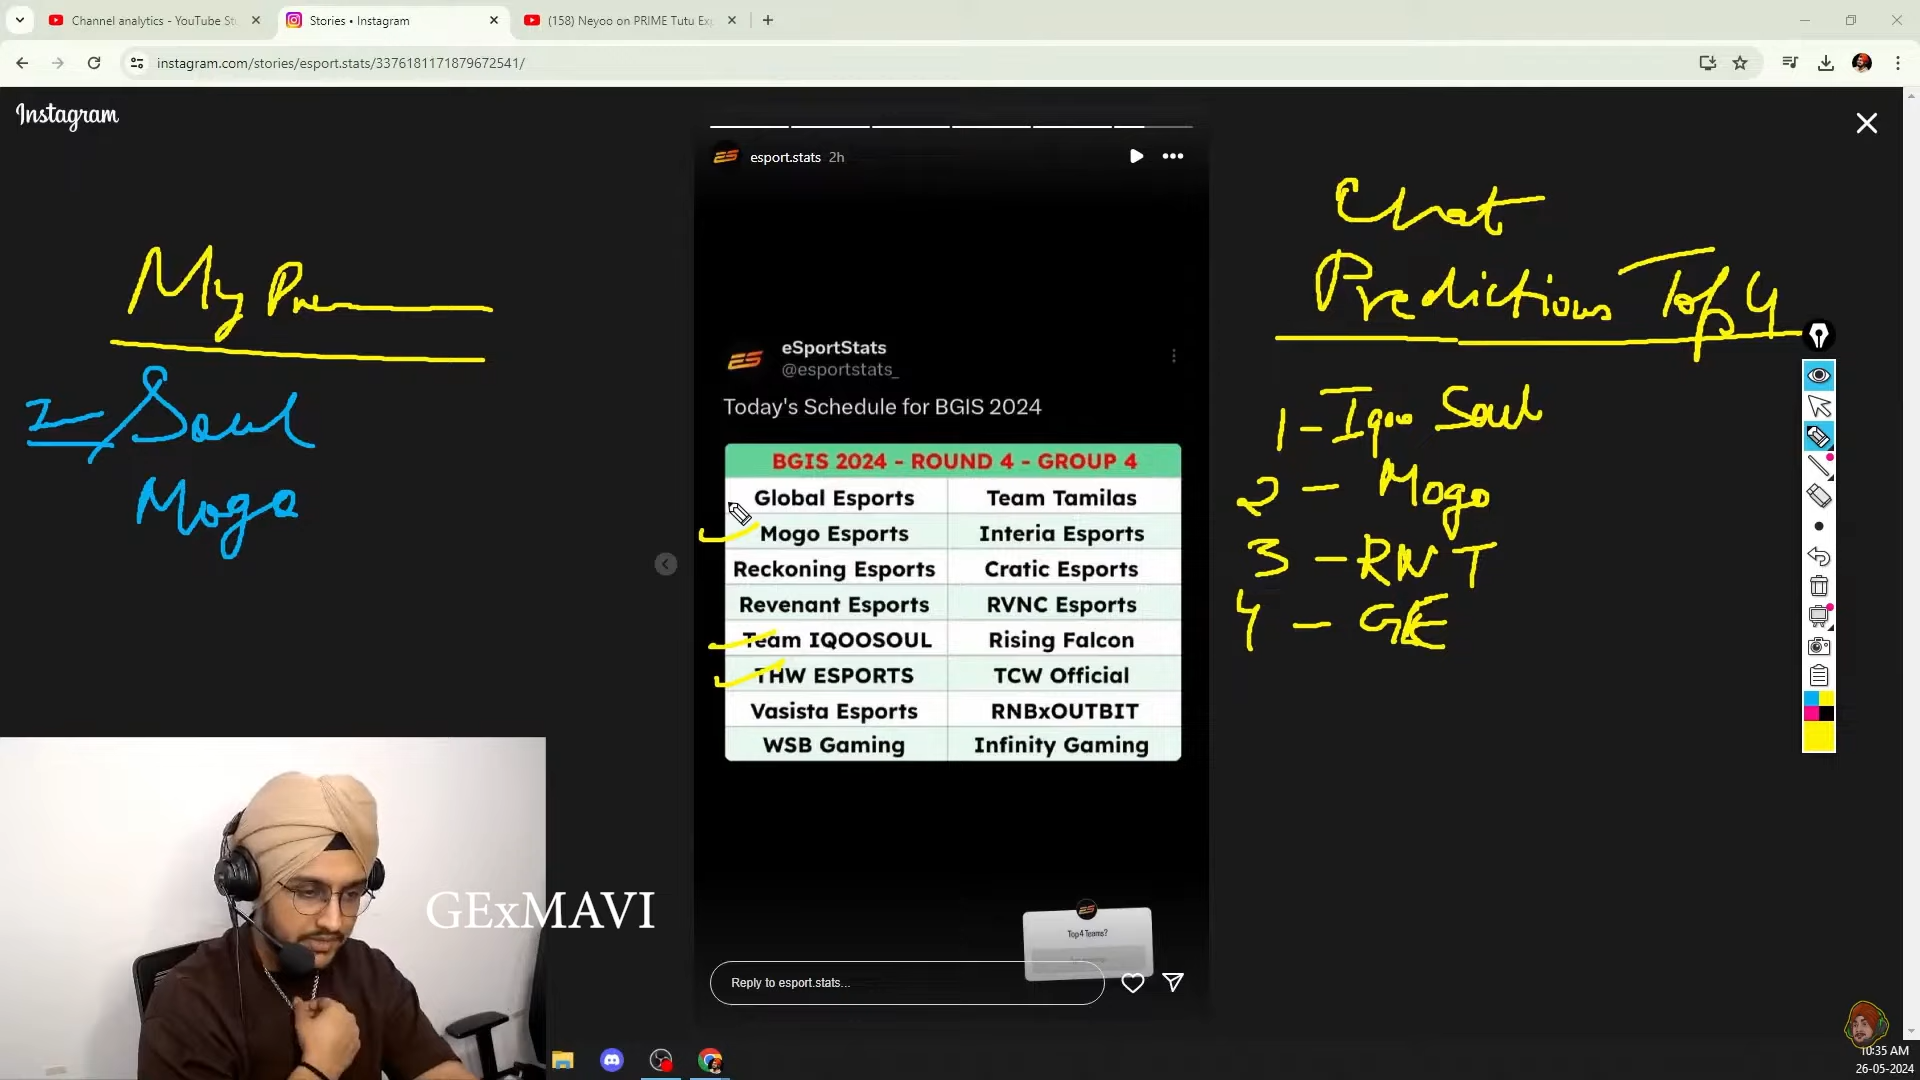 Channel analytics - YouTube St
Stories • Instagram
(158) Neyoo on PRIME Tutu Exp
instagram.com/stories/esport.stats/3376181171879672541/
Instagram
esport.stats 2h
Chat
Predictions Top 4
My Pre
eSportStats
@esportstats_
Today's Schedule for BGIS 2024
BGIS 2024 - ROUND 4 - GROUP 4
Global Esports Team Tamilas
Mogo Esports Interia Esports
Reckoning Esports Cratic Esports
Revenant Esports RVNC Esports
Team IQOOSOUL Rising Falcon
THW ESPORTS TCW Official
Vasista Esports RNBxOUTBIT
WSB Gaming Infinity Gaming
Soul
Mogo
1 - Iqoo Soul
2 - Mogo
3 - RNT
4 - GE
GExMAVI
ES
Top 4 Teams?
Reply to esport.stats...
10:35 AM
26-05-2024